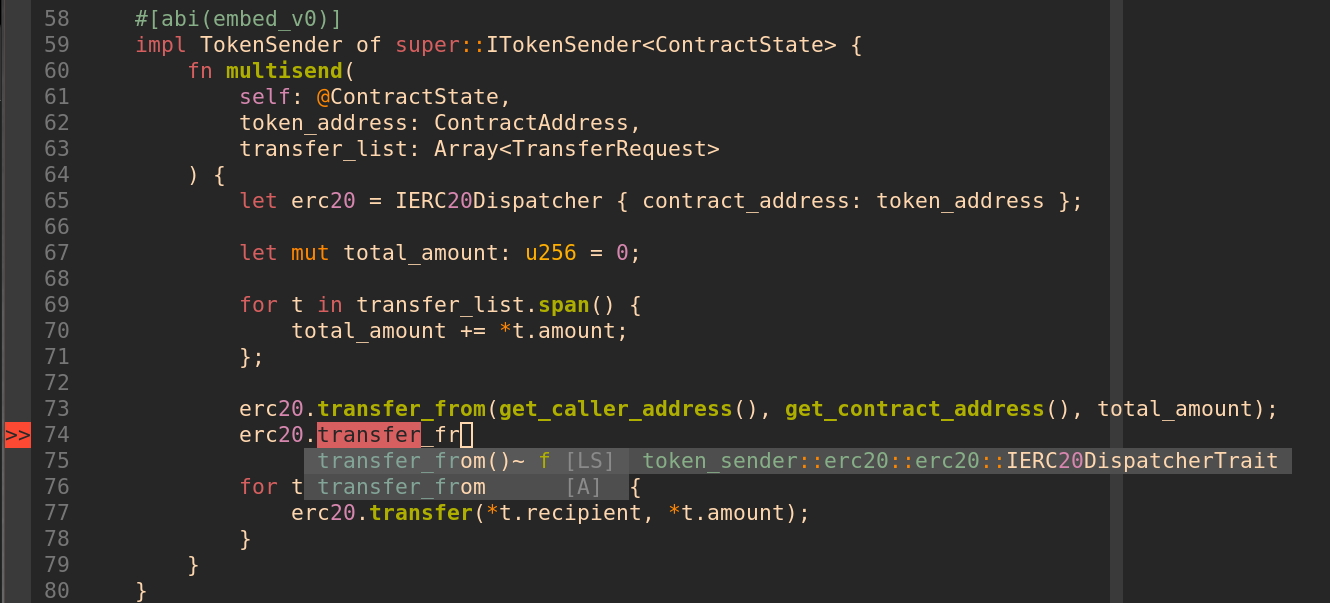 58     #[abi(embed_v0)]
59     impl TokenSender of super::ITokenSender<ContractState> {
60         fn multisend(
61             self: @ContractState,
62             token_address: ContractAddress,
63             transfer_list: Array<TransferRequest>
64         ) {
65             let erc20 = IERC20Dispatcher { contract_address: token_address };
66
67             let mut total_amount: u256 = 0;
68
69             for t in transfer_list.span() {
70                 total_amount += *t.amount;
71             };
72
73             erc20.transfer_from(get_caller_address(), get_contract_address(), total_amount);
>> 74             erc20.transfer_fr
75                  transfer_from()~ f [LS]  token_sender::erc20::erc20::IERC20DispatcherTrait
76             for t transfer_from      [A]  {
77                 erc20.transfer(*t.recipient, *t.amount);
78             }
79         }
80     }